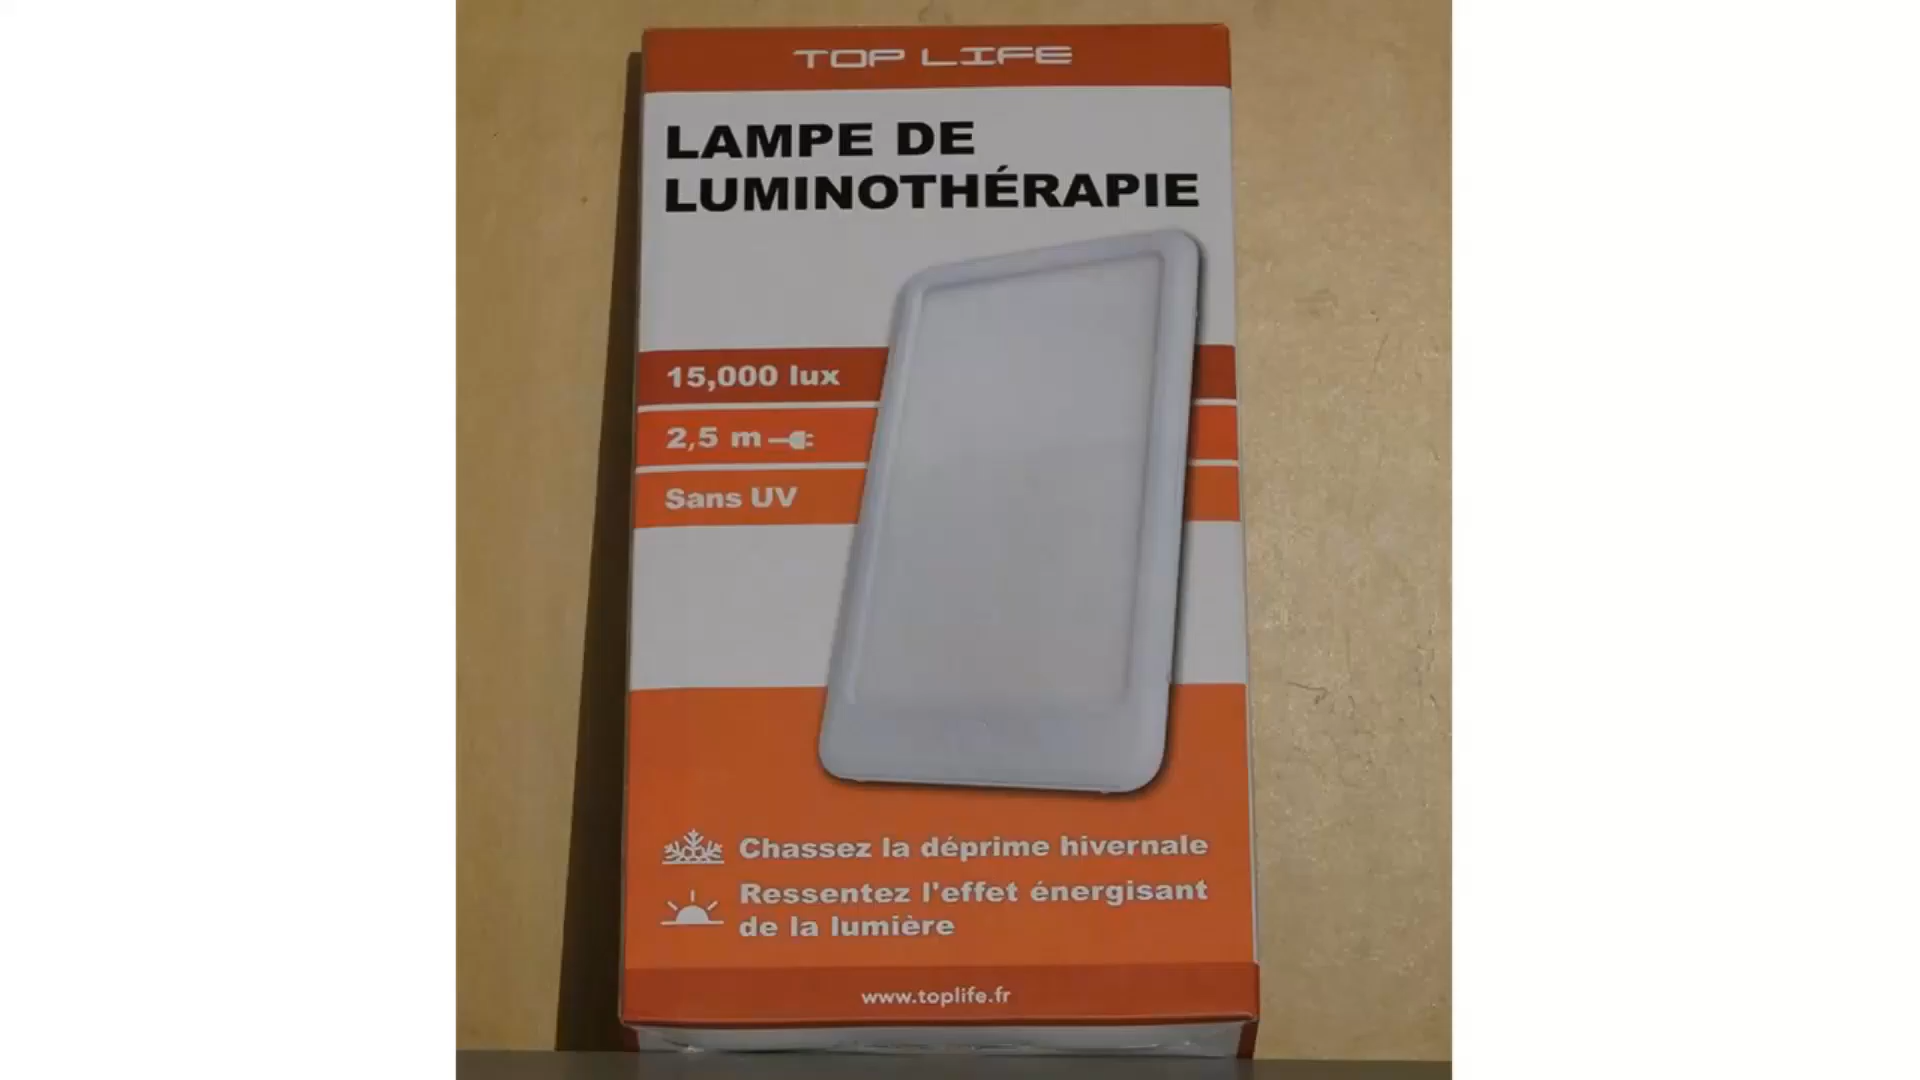 TOP LIFE
LAMPE DE
LUMINOTHÉRAPIE
15,000 lux
2,5 m
Sans UV
Chassez la déprime hivernale
Ressentez l'effet énergisant
de la lumière
www.toplife.fr